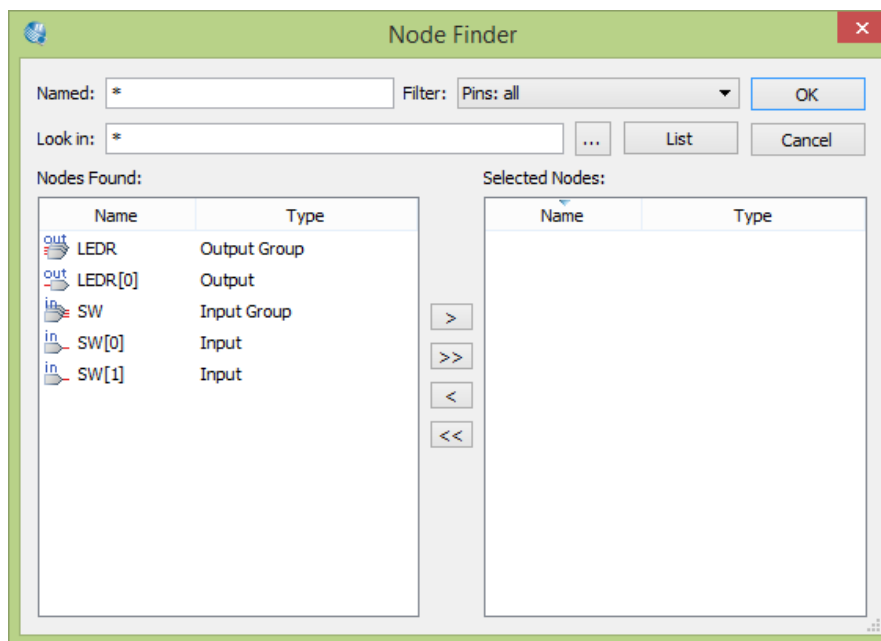 Node Finder
Named: * Filter: Pins: all OK
Look in: * ... List Cancel
Nodes Found: Selected Nodes:
Name Type Name Type
out LEDR Output Group
out LEDR[0] Output
in SW Input Group
in SW[0] Input
in SW[1] Input
>
>>
<
<<